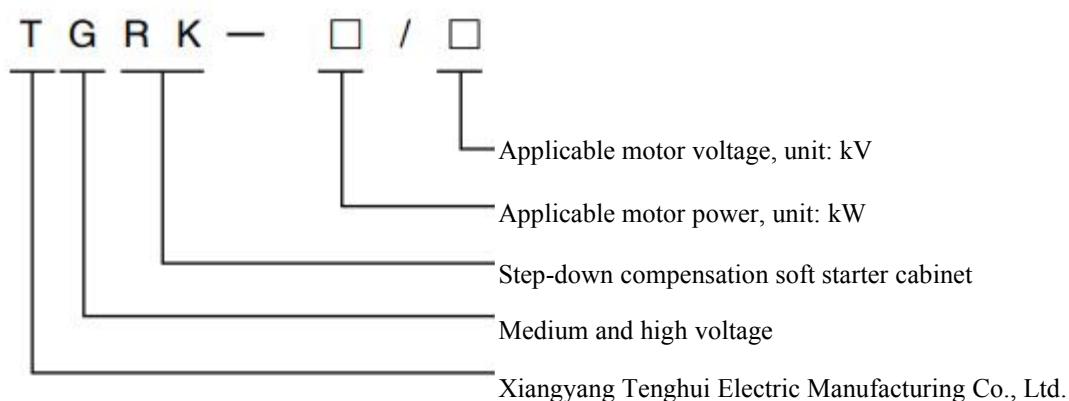 T G R K — □ / □
Applicable motor voltage, unit: kV
Applicable motor power, unit: kW
Step-down compensation soft starter cabinet
Medium and high voltage
Xiangyang Tenghui Electric Manufacturing Co., Ltd.